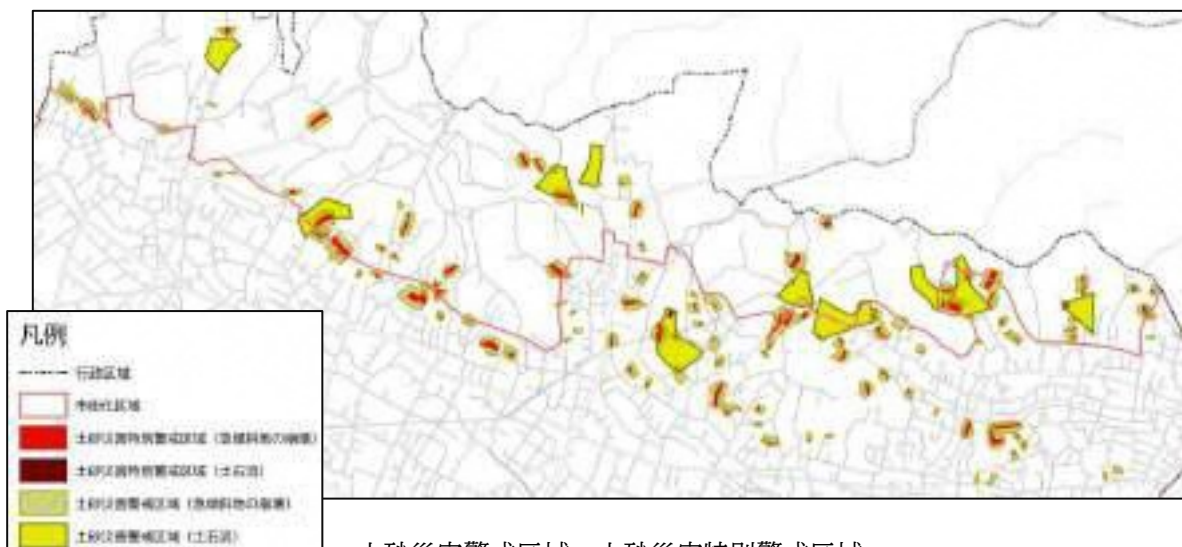 凡例
行政区域
市街化区域
土砂災害特別警戒区域（急傾斜地の崩壊）
土砂災害特別警戒区域（土石流）
土砂災害警戒区域（急傾斜地の崩壊）
土砂災害警戒区域（土石流）
土砂災害警戒区域、土砂災害特別警戒区域